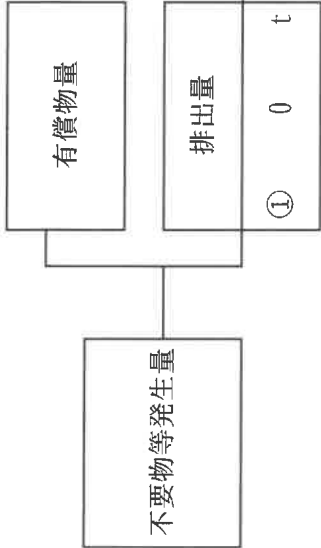 不要物等発生量
有償物量
排出量
① 0 t